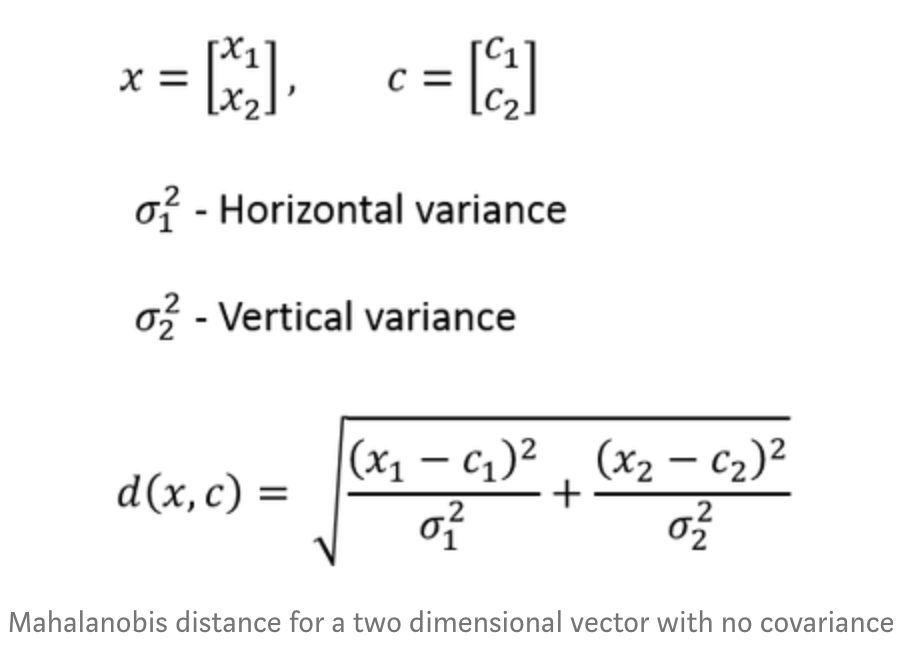 x = [x₁ x₂], c = [c₁ c₂]
σ₁² - Horizontal variance
σ₂² - Vertical variance
d(x, c) = √((x₁ − c₁)²/σ₁² + (x₂ − c₂)²/σ₂²)
Mahalanobis distance for a two dimensional vector with no covariance